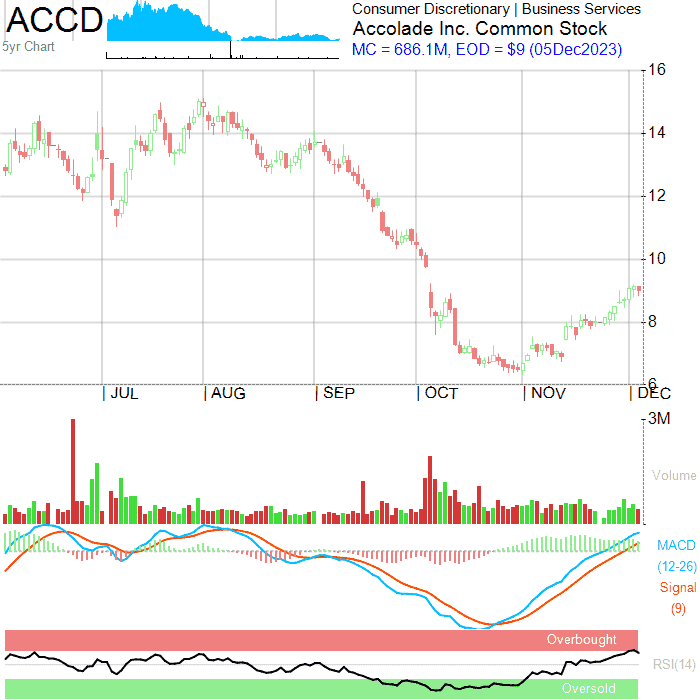 ACCD
5yr Chart
Consumer Discretionary | Business Services
Accolade Inc. Common Stock
MC = 686.1M, EOD = $9 (05Dec2023)
16
14
12
10
8
6
JUL AUG SEP OCT NOV DEC
3M
Volume
MACD
(12-26)
Signal
(9)
Overbought
RSI(14)
Oversold